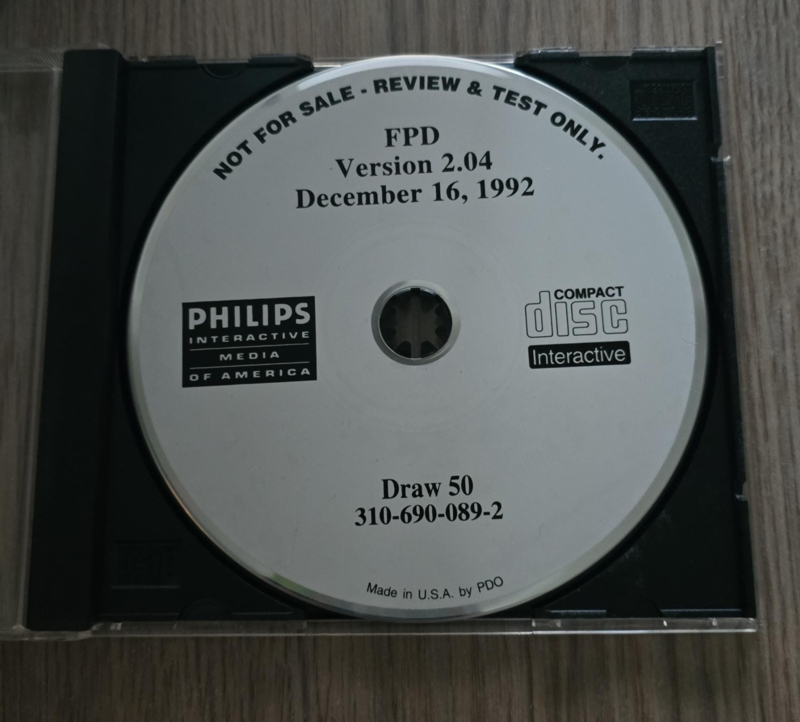 NOT FOR SALE - REVIEW & TEST ONLY.
FPD
Version 2.04
December 16, 1992
PHILIPS
INTERACTIVE
MEDIA
OF AMERICA
COMPACT
disc
Interactive
Draw 50
310-690-089-2
Made in U.S.A. by PDO